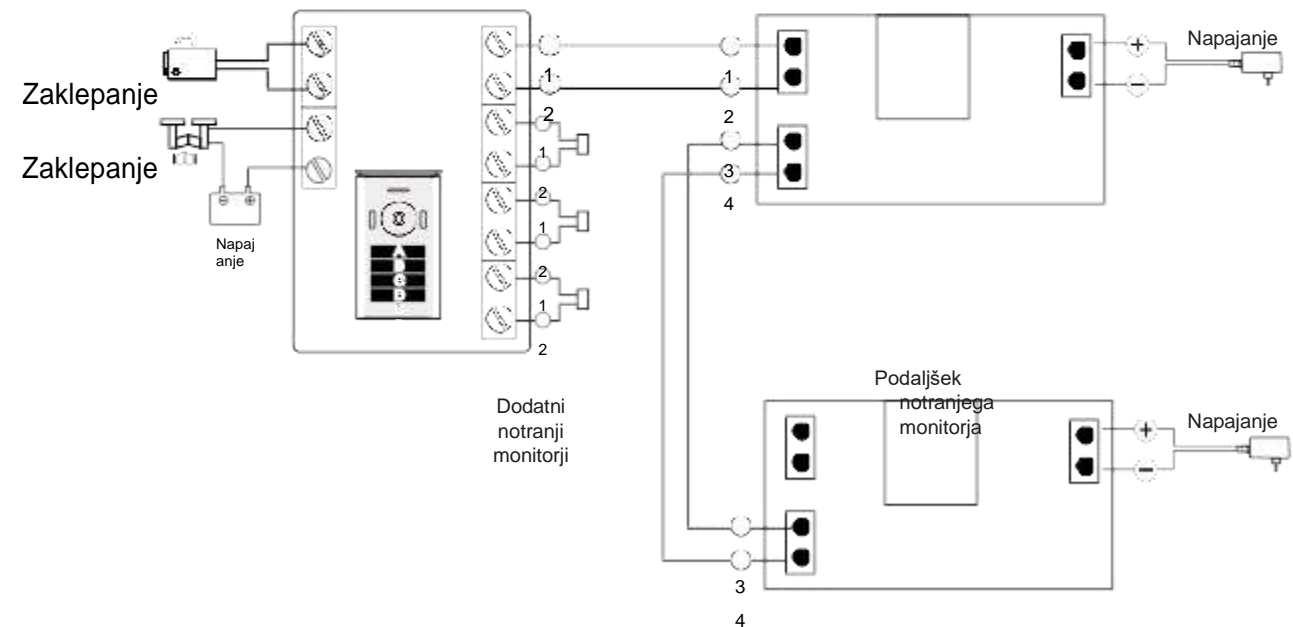 Zaklepanje
Zaklepanje
Napaj
anje
1
2
1
2
1
2
1
2
Dodatni
notranji
monitorji
1
2
3
4
Napajanje
+
−
Podaljšek
notranjega
monitorja
Napajanje
+
−
3
4